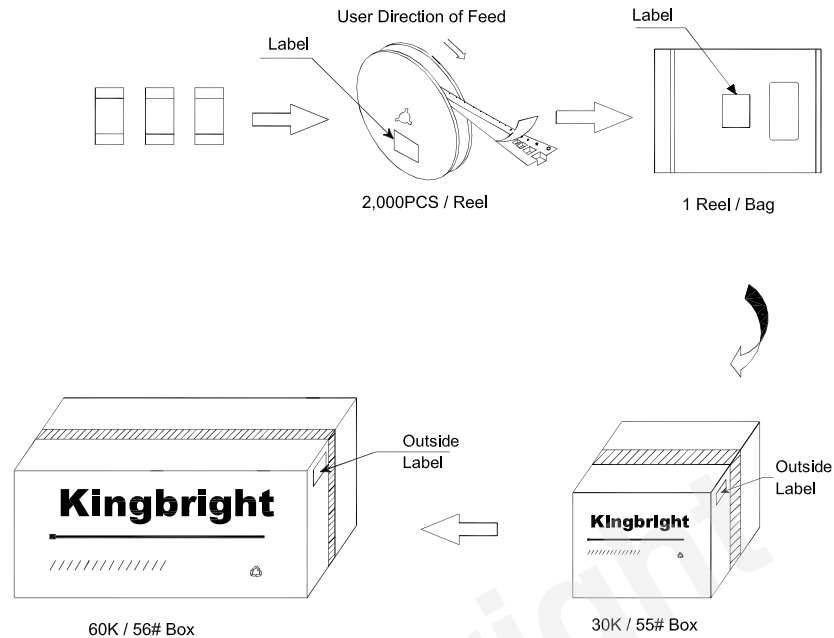 User Direction of Feed
Label
Label
2,000PCS / Reel
1 Reel / Bag
Outside
Label
Kingbright
60K / 56# Box
Outside
Label
Kingbright
30K / 55# Box